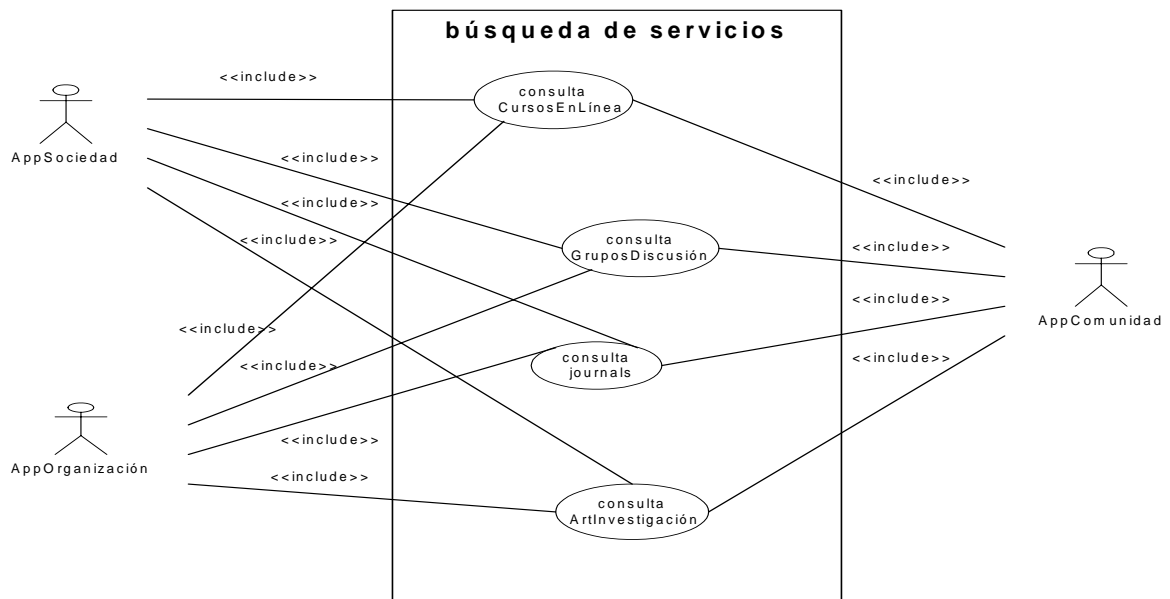 búsqueda de servicios
<<include>>
consulta
CursosEnLínea
AppSociedad
<<include>>
<<include>>
<<include>>
<<include>>
consulta
GruposDiscusión
<<include>>
<<include>>
AppComunidad
<<include>>
<<include>>
consulta
journals
<<include>>
<<include>>
AppOrganización
<<include>>
<<include>>
consulta
ArtInvestigación